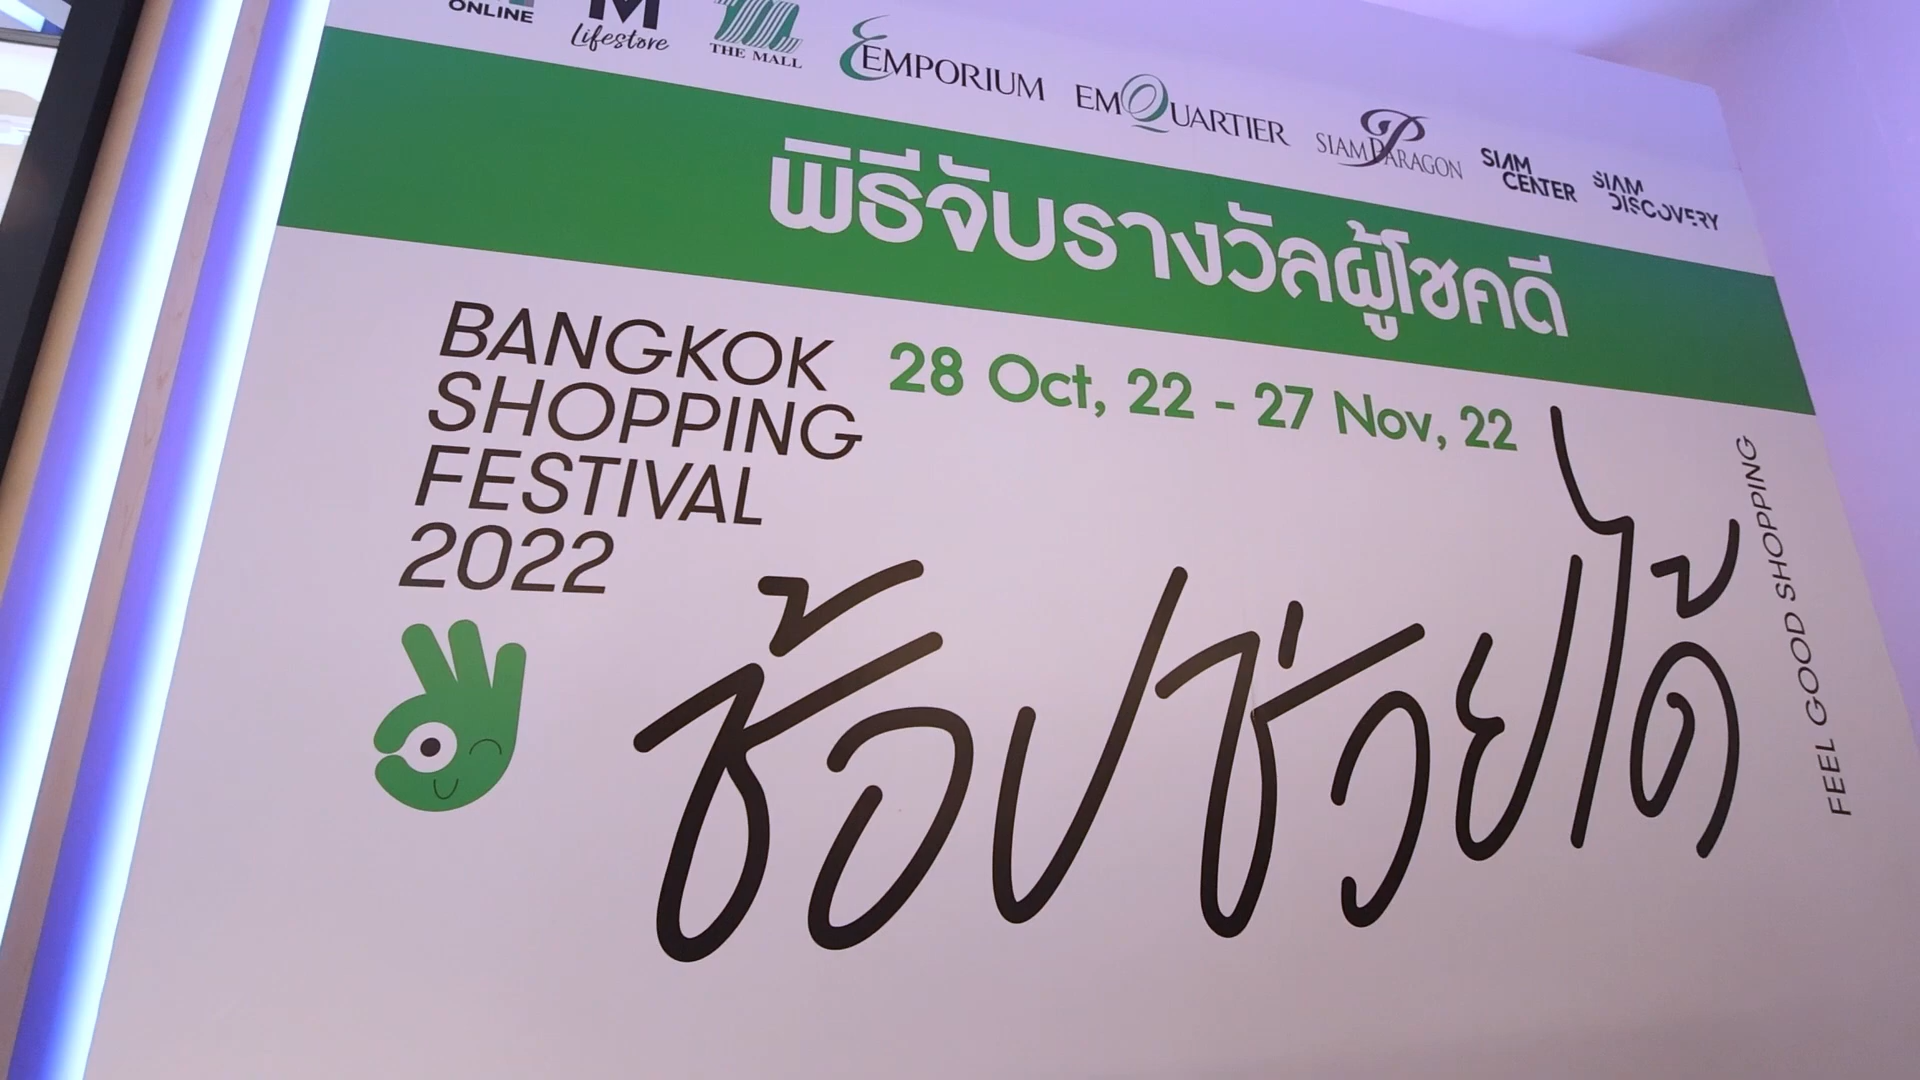 ONLINE
M
Lifestore
THE MALL
EMPORIUM
EMQUARTIER
SIAM PARAGON
SIAM
CENTER
SIAM
DISCOVERY
พิธีจับรางวัลผู้โชคดี
BANGKOK
SHOPPING
FESTIVAL
2022
28 Oct, 22 - 27 Nov, 22
ช้อปช่วยได้
FEEL GOOD SHOPPING